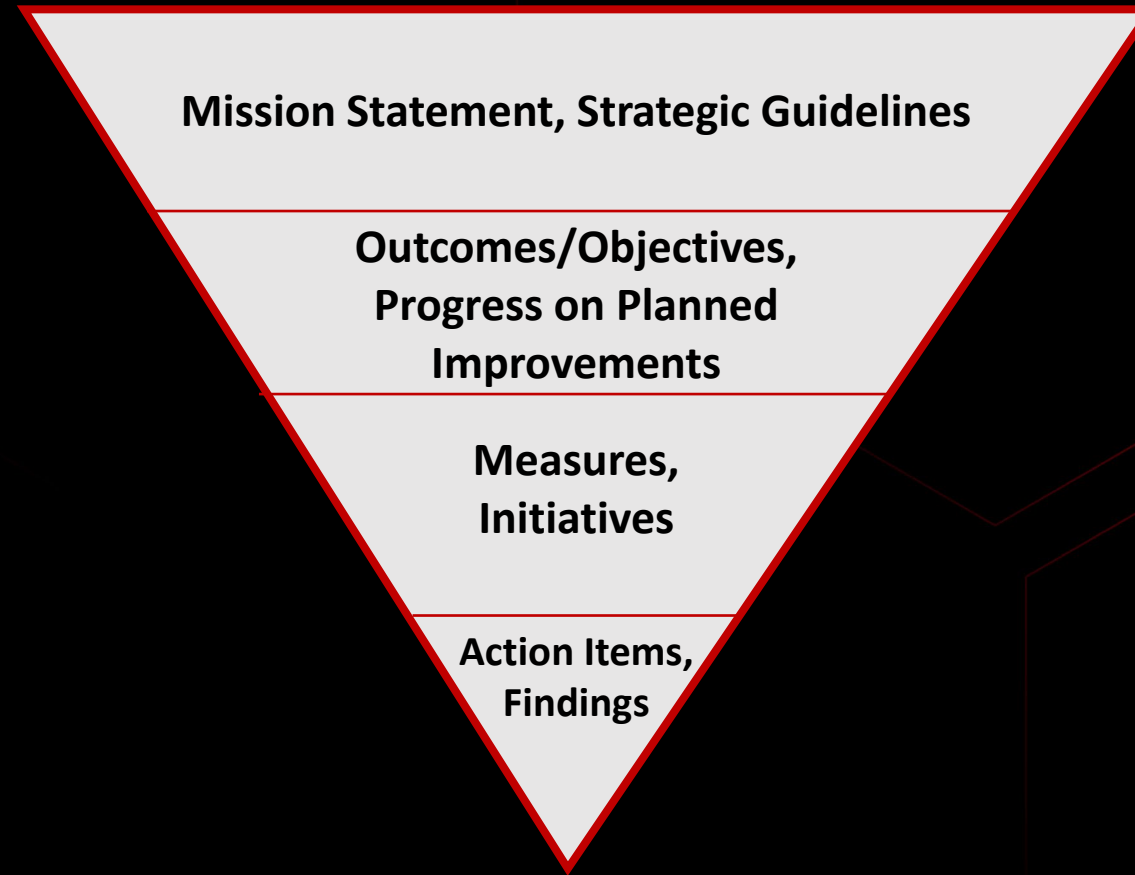 Mission Statement, Strategic Guidelines
Outcomes/Objectives,
Progress on Planned
Improvements
Measures,
Initiatives
Action Items,
Findings